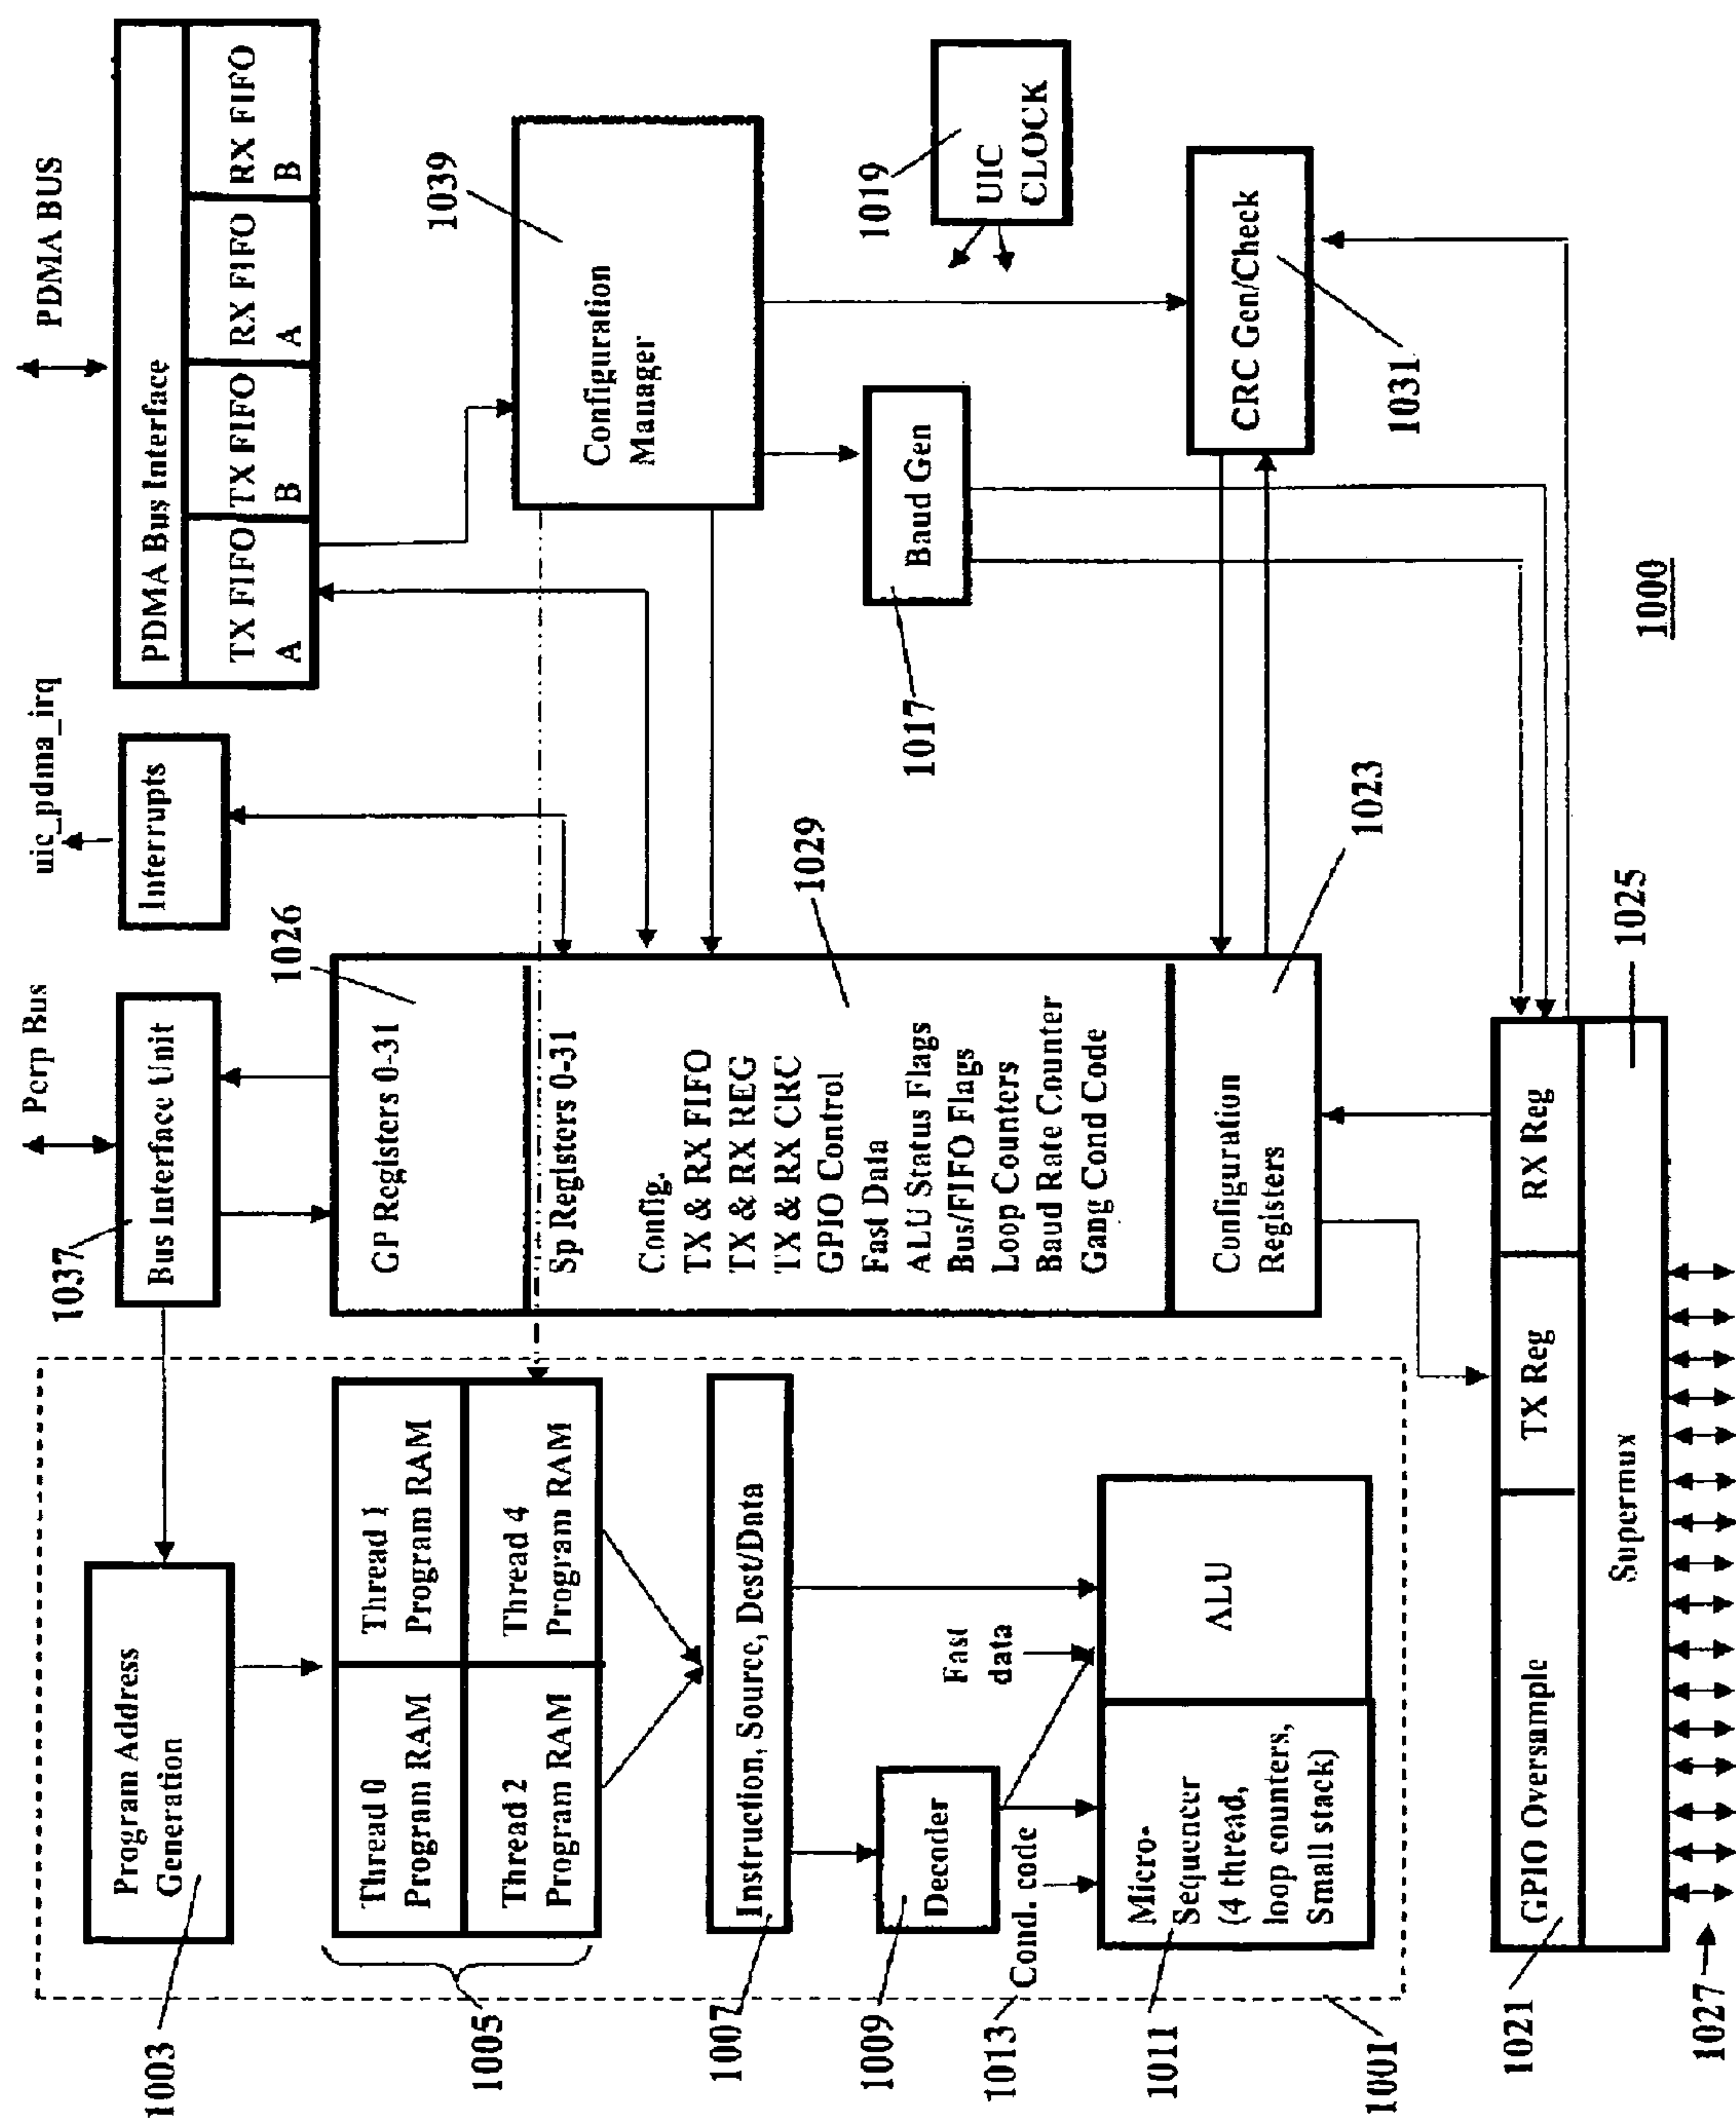 Pcrp Bus
uic_pdma_irq
PDMA BUS
1003
Program Address
Generation
1037
Bus Interface Unit
Interrupts
PDMA Bus Interface
TX FIFO
A
TX FIFO
B
RX FIFO
A
RX FIFO
B
1005
Thread 0
Program RAM
Thread 1
Program RAM
Thread 2
Program RAM
Thread 4
Program RAM
1026
GP Registers 0-31
Sp Registers 0-31
1029
Config.
TX & RX FIFO
TX & RX REG
TX & RX CRC
GPIO Control
Fast Data
ALU Status Flags
Bus/FIFO Flags
Loop Counters
Baud Rate Counter
Gang Cond Code
1023
Configuration
Registers
1039
Configuration
Manager
1019
UIC
CLOCK
1007
Instruction, Source, Dest/Data
1009
Decoder
1013
Cond. code
Fast
data
1011
Micro-
Sequencer
(4 thread,
loop counters,
Small stack)
ALU
1001
1017
Baud Gen
CRC Gen/Check
1031
1021
GPIO Oversample
TX Reg
RX Reg
Supermux
1025
1027
1000